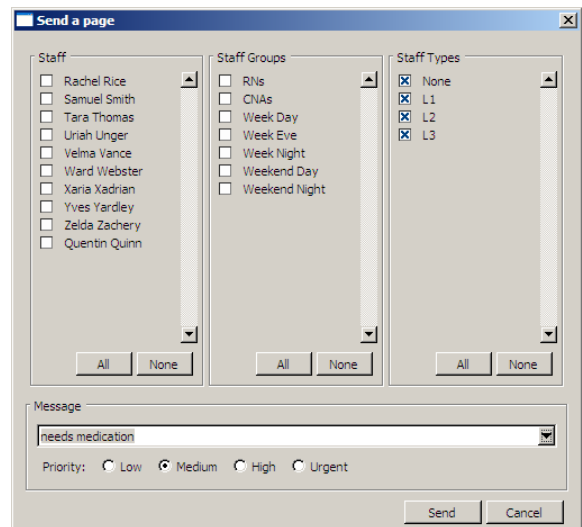 Send a page
Staff
Rachel Rice
Samuel Smith
Tara Thomas
Uriah Unger
Velma Vance
Ward Webster
Xaria Xadrian
Yves Yardley
Zelda Zachery
Quentin Quinn
All None
Staff Groups
RNs
CNAs
Week Day
Week Eve
Week Night
Weekend Day
Weekend Night
All None
Staff Types
None
L1
L2
L3
All None
Message
needs medication
Priority: Low Medium High Urgent
Send Cancel